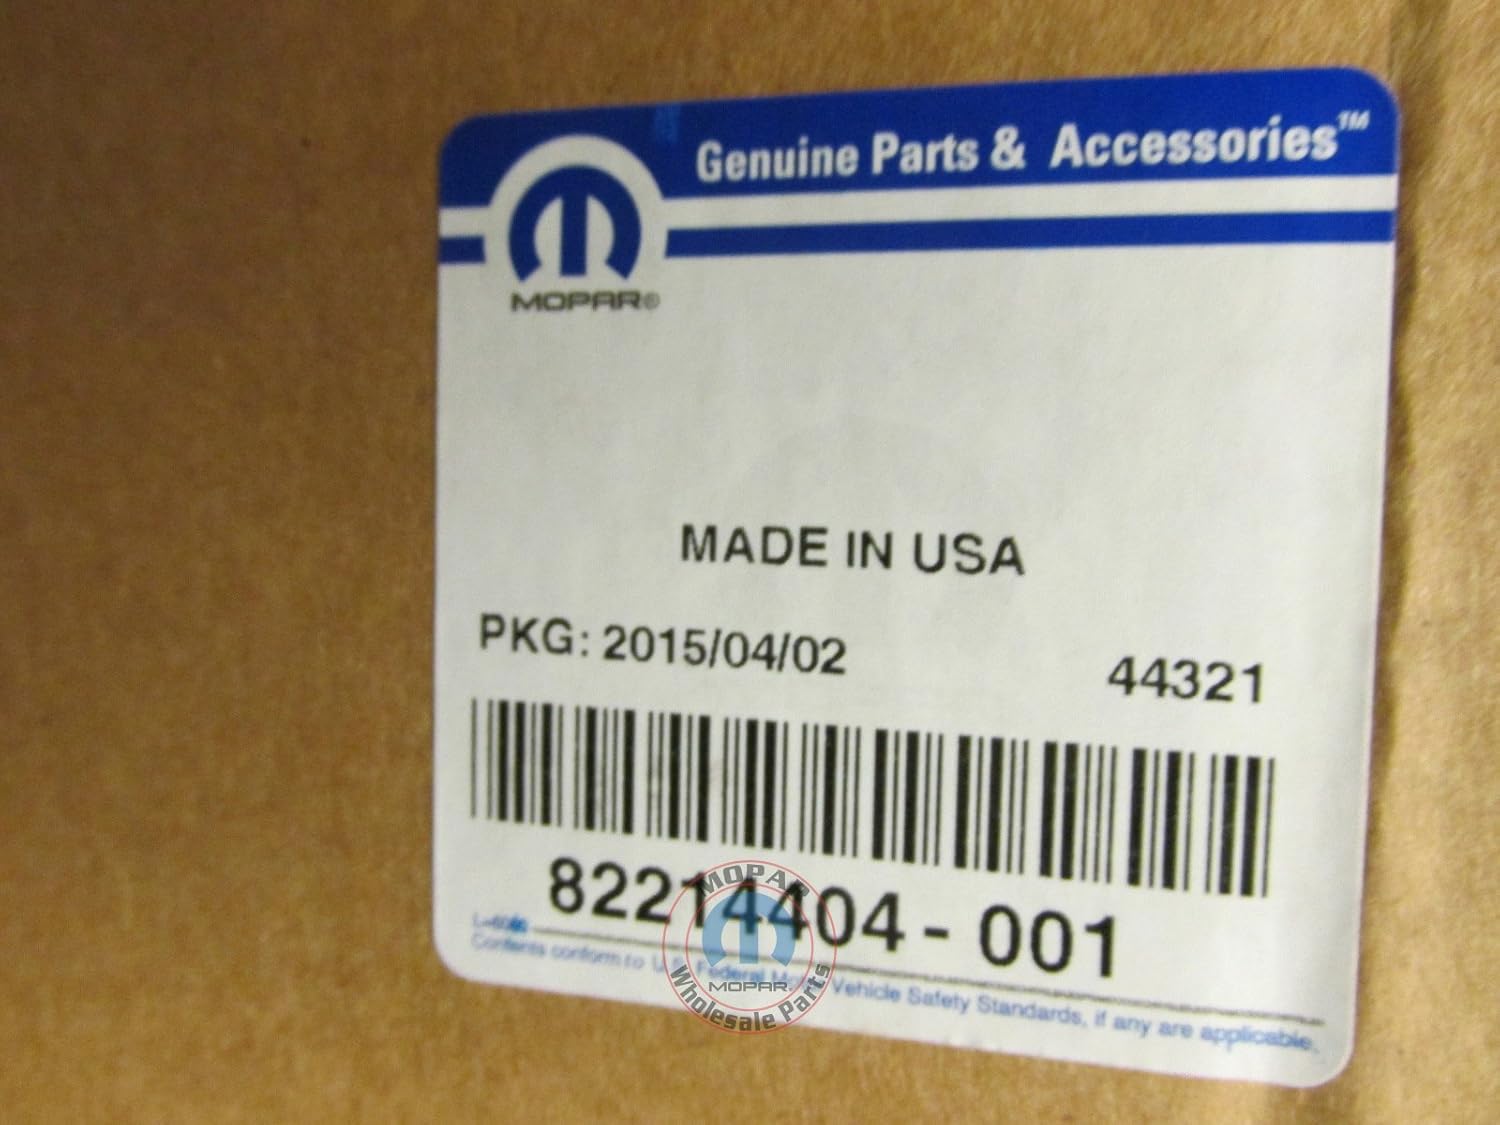 Genuine Parts & Accessories™
MOPAR®
MADE IN USA
PKG: 2015/04/02
44321
82214404-001
Contents conform to U.S. Federal Motor Vehicle Safety Standards, if any are applicable.
MOPAR
MOPAR
Wholesale Parts